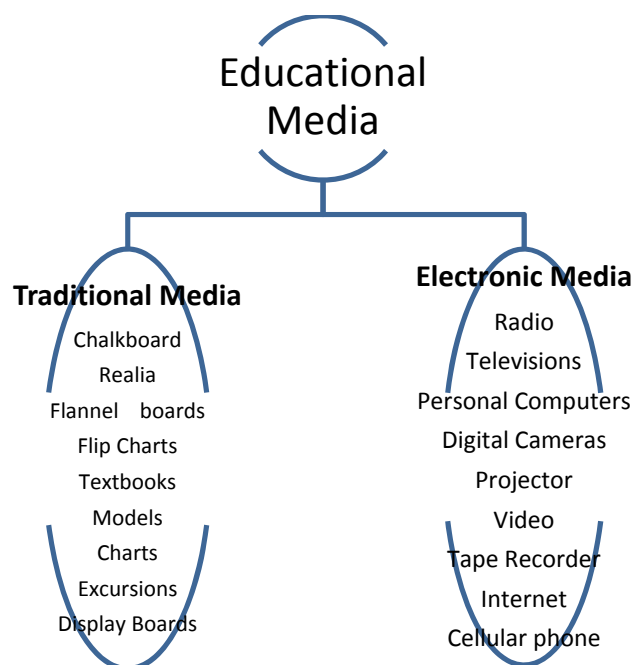 Educational
Media
Traditional Media
Chalkboard
Realia
Flannel boards
Flip Charts
Textbooks
Models
Charts
Excursions
Display Boards
Electronic Media
Radio
Televisions
Personal Computers
Digital Cameras
Projector
Video
Tape Recorder
Internet
Cellular phone